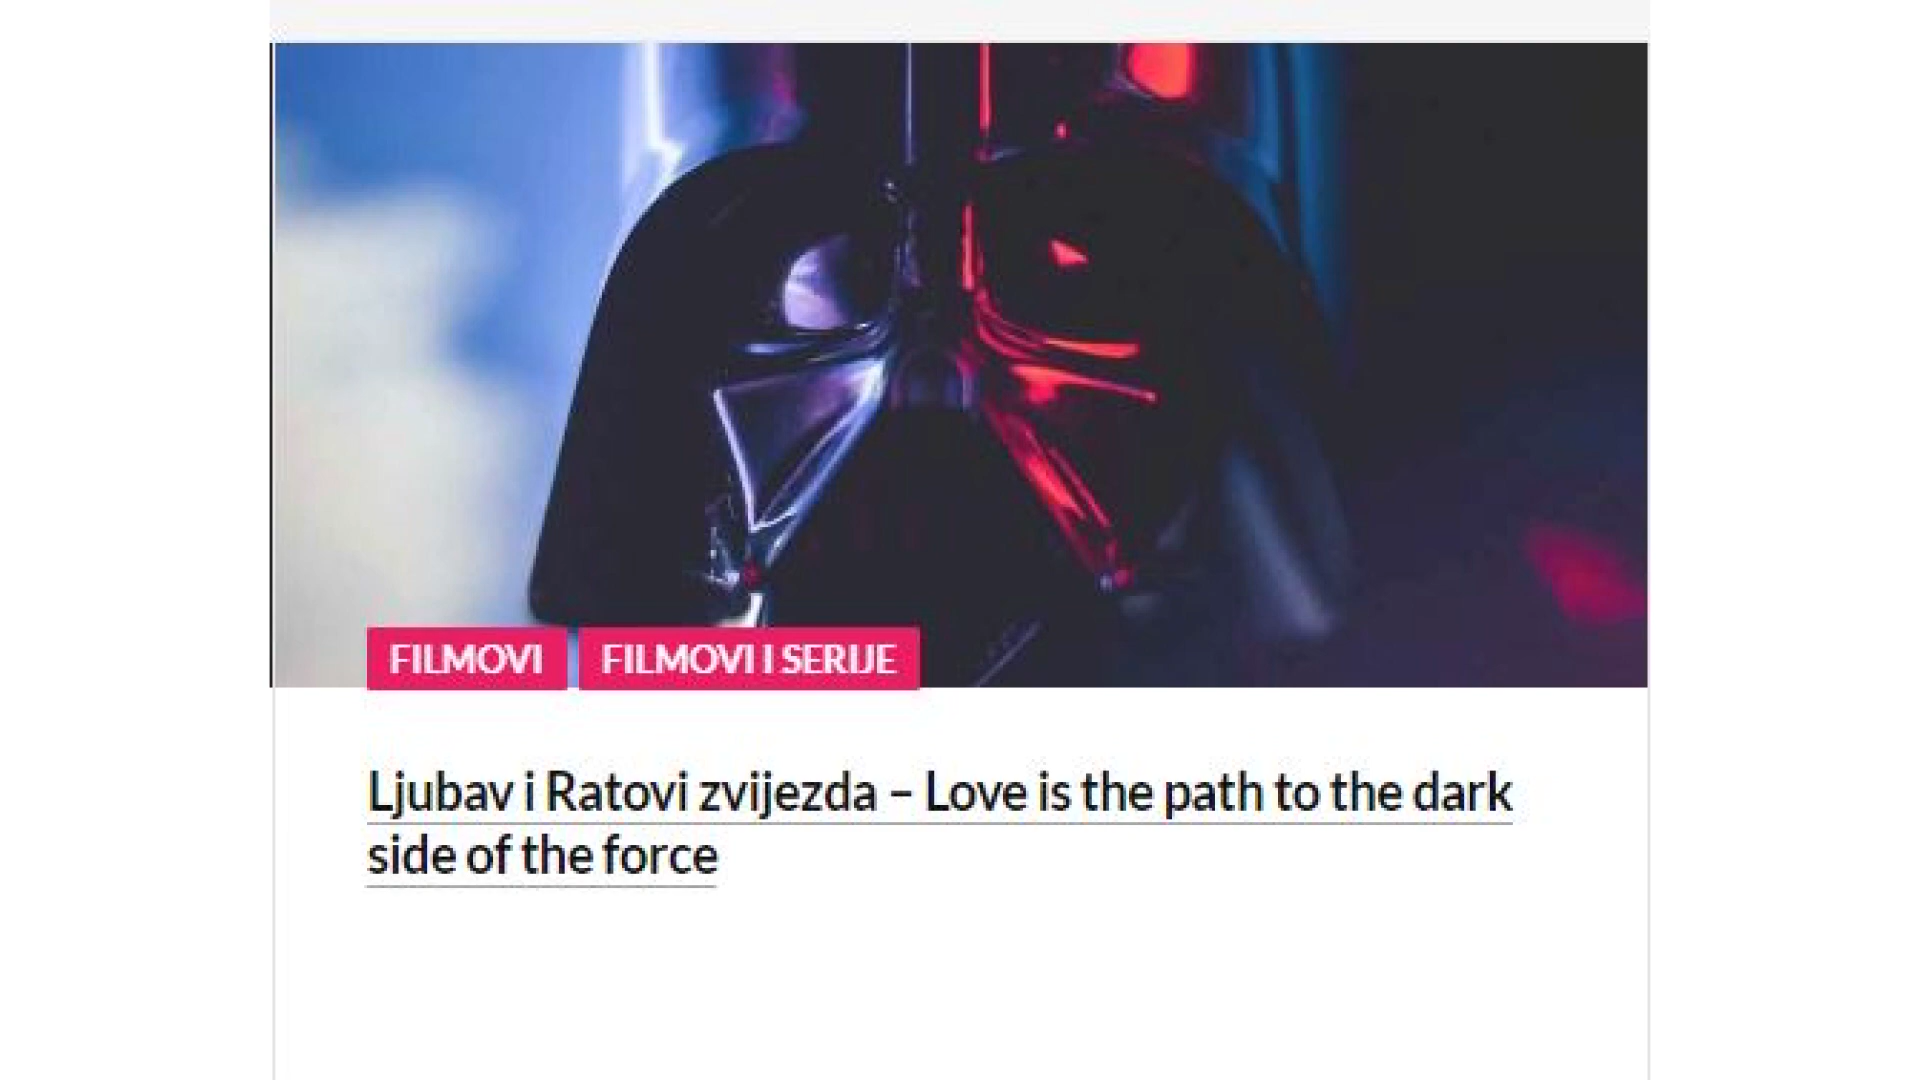 FILMOVI FILMOVI I SERIJE
Ljubav i Ratovi zvijezda – Love is the path to the dark
side of the force